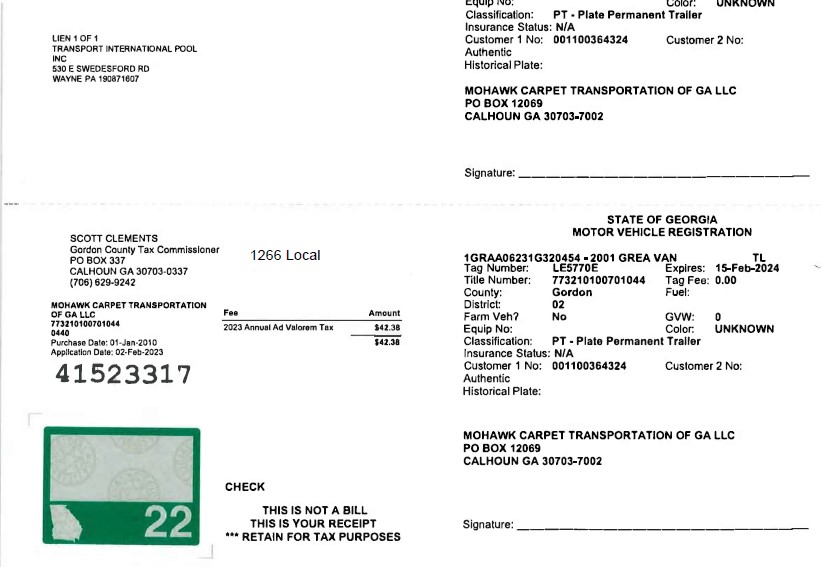 Equip No: Color: UNKNOWN
Classification: PT - Plate Permanent Trailer
Insurance Status: N/A
Customer 1 No: 001100364324 Customer 2 No:
Authentic
Historical Plate:
LIEN 1 OF 1
TRANSPORT INTERNATIONAL POOL
INC
530 E SWEDESFORD RD
WAYNE PA 190871607
MOHAWK CARPET TRANSPORTATION OF GA LLC
PO BOX 12069
CALHOUN GA 30703-7002
Signature:
STATE OF GEORGIA
MOTOR VEHICLE REGISTRATION
SCOTT CLEMENTS
Gordon County Tax Commissioner
PO BOX 337
CALHOUN GA 30703-0337
(706) 629-9242
1266 Local
MOHAWK CARPET TRANSPORTATION
OF GA LLC
773210100701044
0440
Purchase Date: 01-Jan-2010
Application Date: 02-Feb-2023
41523317
Fee Amount
2023 Annual Ad Valorem Tax $42.38
$42.38
1GRAA06231G320454 - 2001 GREA VAN TL
Tag Number: LE5770E Expires: 15-Feb-2024
Title Number: 773210100701044 Tag Fee: 0.00
County: Gordon Fuel:
District: 02
Farm Veh? No GVW: 0
Equip No: Color: UNKNOWN
Classification: PT - Plate Permanent Trailer
Insurance Status: N/A
Customer 1 No: 001100364324 Customer 2 No:
Authentic
Historical Plate:
MOHAWK CARPET TRANSPORTATION OF GA LLC
PO BOX 12069
CALHOUN GA 30703-7002
22
CHECK
THIS IS NOT A BILL
THIS IS YOUR RECEIPT
*** RETAIN FOR TAX PURPOSES
Signature: